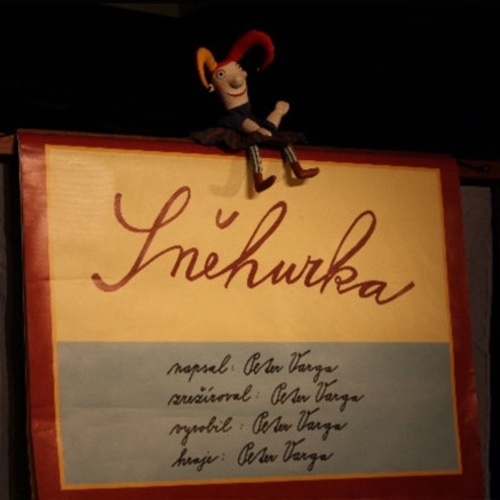 Sněhurka
napsal: Peter Varga
zrežíroval: Peter Varga
vyrobil: Peter Varga
hraje: Peter Varga